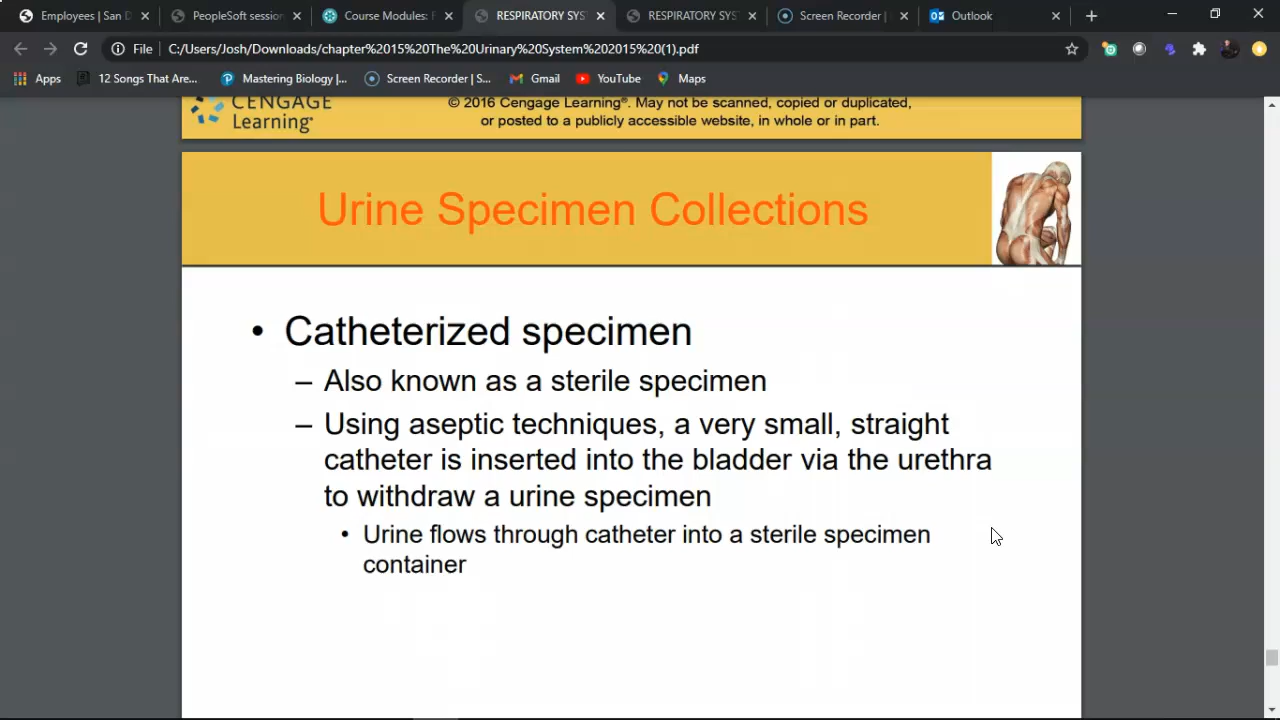 Employees | San D
PeopleSoft session
Course Modules: F
RESPIRATORY SYS
RESPIRATORY SYST
Screen Recorder |
Outlook
File
C:/Users/Josh/Downloads/chapter%2015%20The%20Urinary%20System%202015%20(1).pdf
Apps
12 Songs That Are...
Mastering Biology |...
Screen Recorder | S...
Gmail
YouTube
Maps
CENGAGE
Learning®
© 2016 Cengage Learning®. May not be scanned, copied or duplicated,
or posted to a publicly accessible website, in whole or in part.
Urine Specimen Collections
• Catheterized specimen
– Also known as a sterile specimen
– Using aseptic techniques, a very small, straight
catheter is inserted into the bladder via the urethra
to withdraw a urine specimen
• Urine flows through catheter into a sterile specimen
container